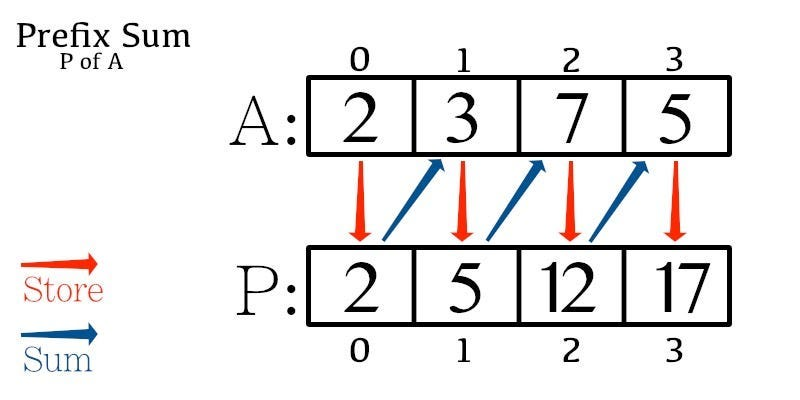 Prefix Sum
P of A
0 1 2 3
A: 2 3 7 5
Store
P: 2 5 12 17
Sum
0 1 2 3